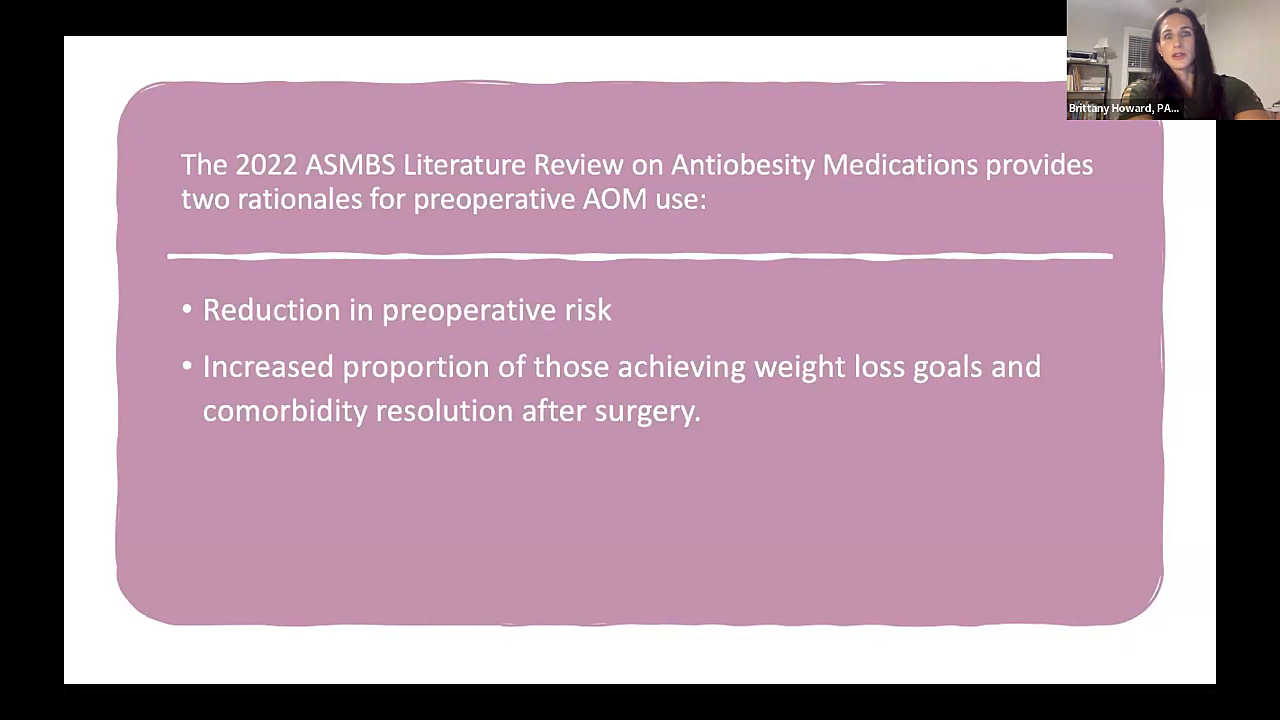 Brittany Howard, PA...
The 2022 ASMBS Literature Review on Antiobesity Medications provides
two rationales for preoperative AOM use:
• Reduction in preoperative risk
• Increased proportion of those achieving weight loss goals and
comorbidity resolution after surgery.